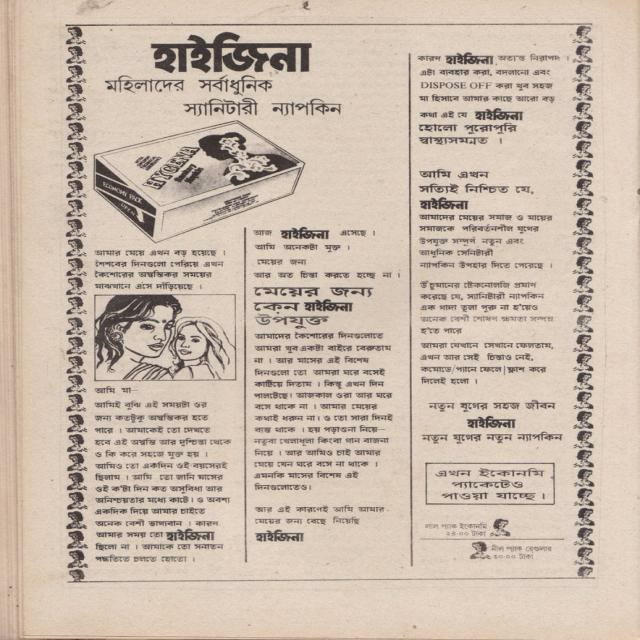 হাইজিনা
মহিলাদের সর্বাধুনিক
স্যানিটারী ন্যাপকিন
HYGIENA
ECONOMY PACK
আমার মেয়ে এখন বড় হয়েছে ।
শৈশবের দিনগুলো পেরিয়ে এখন
কৈশোরের অস্বস্তিকর সময়ের
মাঝখানে এসে দাঁড়িয়েছে ।
আমি মা—
আমিই বুঝি এই সময়টা ওর
জন্য কতটুকু অস্বস্তিকর হতে
পারে । আমাকেই তো দেখতে
হবে এই অস্বস্তি আর দুশ্চিন্তা থেকে
ও কি করে সহজে মুক্ত হয় ।
আমিও তো একদিন ওই বয়সেরই
ছিলাম । আমি তো জানি মাসের
ওই ক'টা দিন কত অসুবিধা আর
অনিশ্চয়তার মধ্যে কাটে। ও অবশ্য
একদিক দিয়ে আমার চাইতে
অনেক বেশী ভাগ্যবান । কারণ
আমার সময় তো হাইজিনা
ছিলো না । আমাকে তো সনাতন
পদ্ধতিতে চলতে হোতো ।
আজ হাইজিনা এসেছে ।
আমি অনেকটা মুক্ত ।
মেয়ের জন্য
আর অত চিন্তা করতে হচ্ছে না ।
মেয়ের জন্য
কেন হাইজিনা
উপযুক্ত
আমাদের কৈশোরের দিনগুলোতে
আমরা খুব একটা বাইরে বেরুতাম
না । আর মাসের এই বিশেষ
দিনগুলো তো আমরা ঘরে বসেই
কাটিয়ে দিতাম । কিন্তু এখন দিন
পালটেছে। আজকাল ওরা আর ঘরে
বসে থাকে না । আমার মেয়ের
কথাই ধরুন না। ও তো সারা দিনই
ব্যস্ত থাকে । হয় পড়াশুনা নিয়ে—
নতুবা খেলাধূলা কিংবা গান বাজনা
নিয়ে । আর আমিও চাই আমার
মেয়ে যেন ঘরে বসে না থাকে ।
এমনকি মাসের বিশেষ এই
দিনগুলোতেও।
আর এই কারণেই আমি আমার
মেয়ের জন্য বেছে নিয়েছি
হাইজিনা
কারণ হাইজিনা অত্যন্ত নিরাপদ ।
এটা ব্যবহার করা, বদলানো এবং
DISPOSE OFF করা খুব সহজ
মা হিসাবে আমার কাছে আরো বড়
কথা এই যে হাইজিনা
হোলো পুরোপুরি
স্বাস্থ্যসম্মত ।
আমি এখন
সত্যিই নিশ্চিত যে,
হাইজিনা
আমাদের মেয়ের সমাজ ও মায়ের
সমাজকে পরিবর্তনশীল যুগের
উপযুক্ত সম্পূর্ণ নতুন এবং
আধুনিক সেনিটারী
ন্যাপকিন উপহার দিতে পেরেছে ।
উঁচুমানের টেকনোলজি প্রমাণ
করেছে যে, স্যানিটারী ন্যাপকিন
এক গাদা তুলা পুরু না হ'য়েও
অনেক বেশী শোষণ ক্ষমতা সম্পন্ন
হ'তে পারে
আমরা যেখানে সেখানে ফেলতাম,
এখন আর সেই চিন্তাও নেই,
কমোডে/প্যানে ফেলে ফ্লাশ করে
দিলেই হলো ।
নতুন যুগের সহজ জীবন
হাইজিনা
নতুন যুগের নতুন ন্যাপকিন
এখন ইকোনমি
প্যাকেটেও
পাওয়া যাচ্ছে ।
লাল প্যাক ইকোনমি
২৪·০০ টাকা
নীল প্যাক রেগুলার
৩০·০০ টাকা